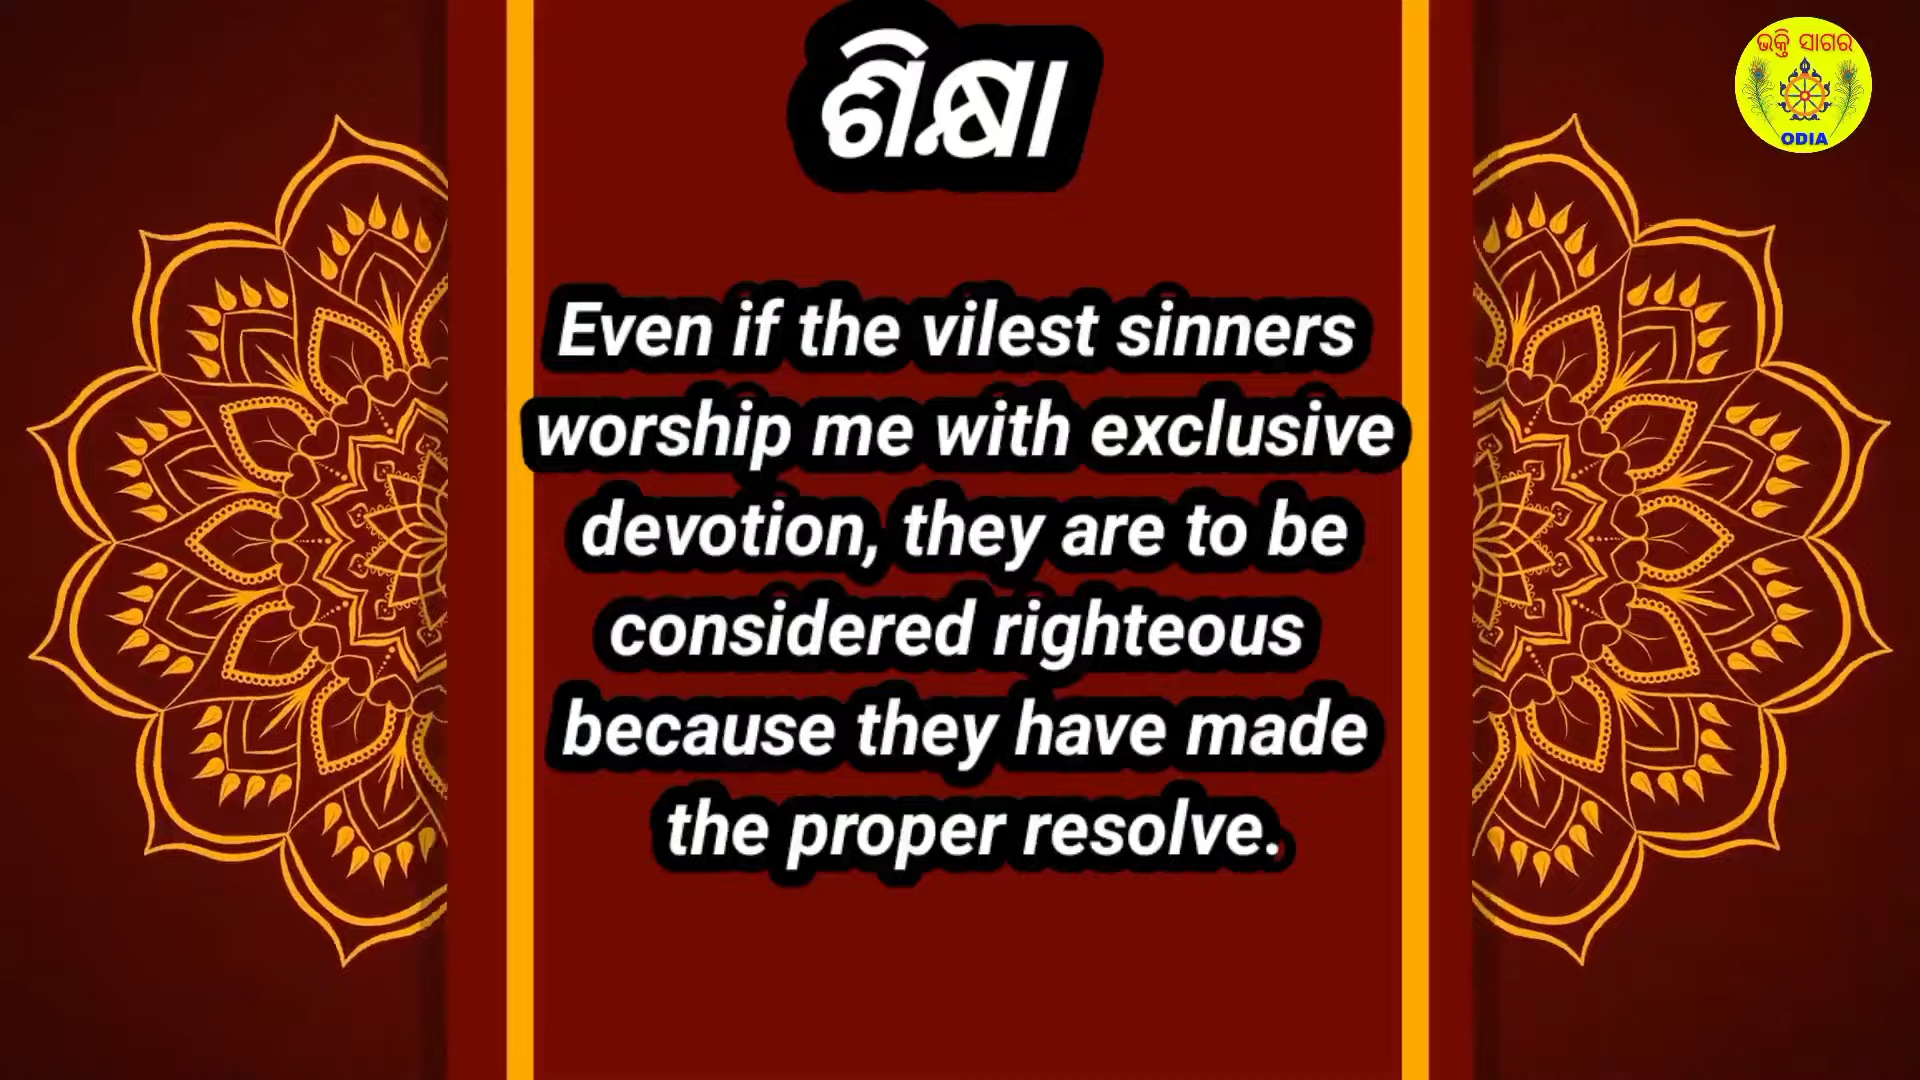 ଶିକ୍ଷା
ଭକ୍ତି ସାଗର
ODIA
Even if the vilest sinners
worship me with exclusive
devotion, they are to be
considered righteous
because they have made
the proper resolve.